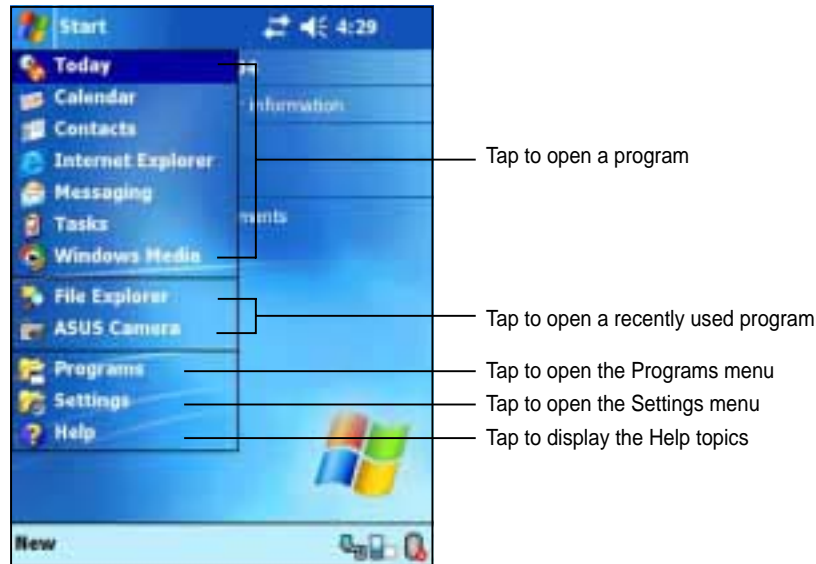 Start 4:29
Today
Calendar
information
Contacts
Internet Explorer
Tap to open a program
Messaging
Tasks
ments
Windows Media
File Explorer
Tap to open a recently used program
ASUS Camera
Programs
Tap to open the Programs menu
Settings
Tap to open the Settings menu
Help
Tap to display the Help topics
New